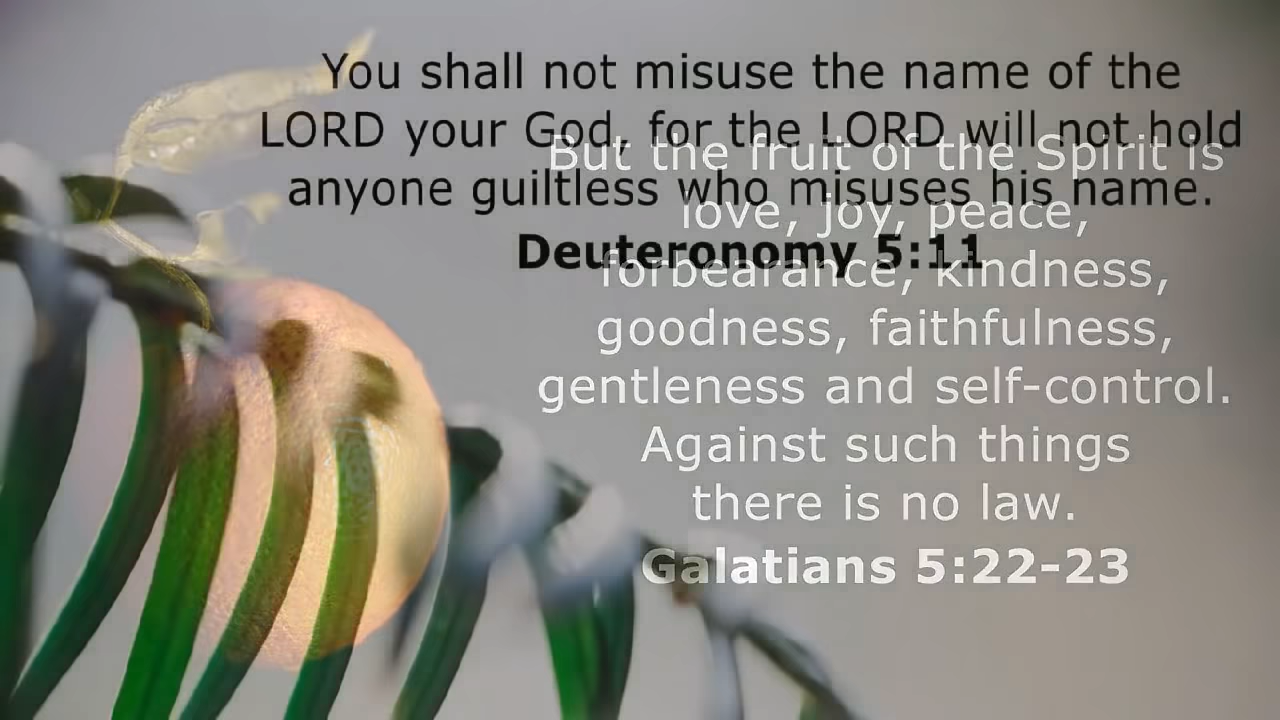 You shall not misuse the name of the
LORD your God, for the LORD will not hold
anyone guiltless who misuses his name.
Deuteronomy 5:11
But the fruit of the Spirit is
love, joy, peace,
forbearance, kindness,
goodness, faithfulness,
gentleness and self-control.
Against such things
there is no law.
Galatians 5:22-23